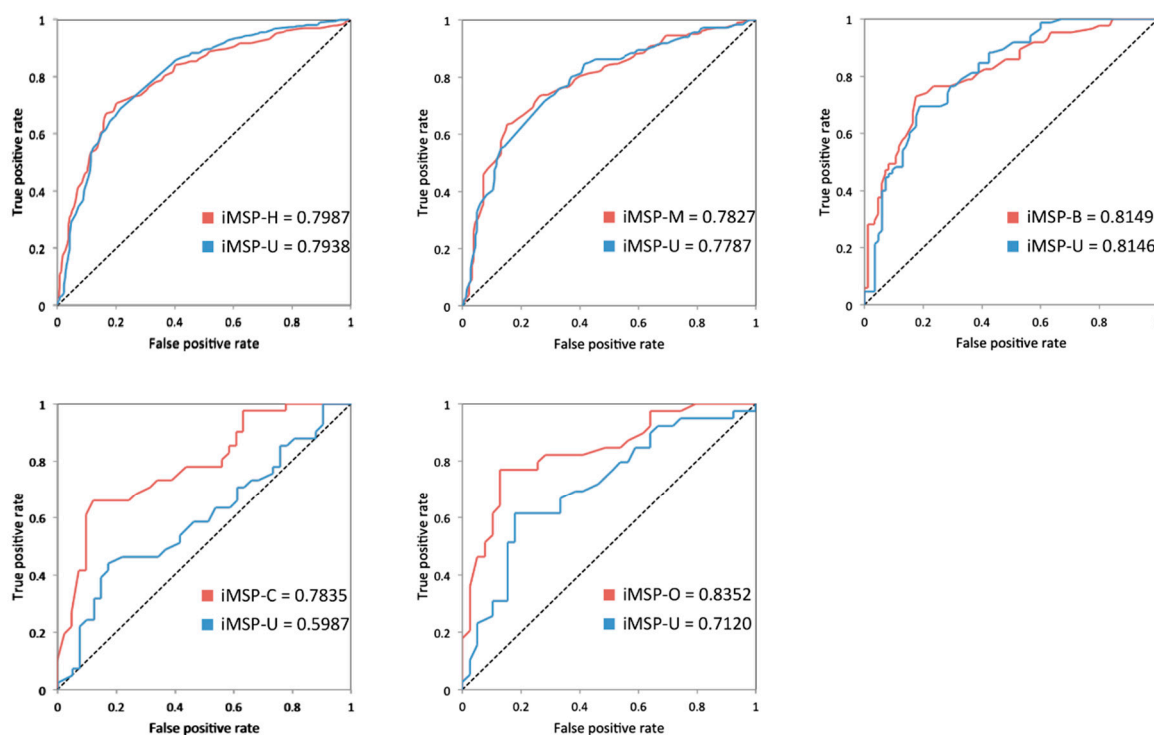 True positive rate
1
0.8
0.6
0.4
0.2
0
0 0.2 0.4 0.6 0.8 1
False positive rate
iMSP-H = 0.7987
iMSP-U = 0.7938
True positive rate
1
0.8
0.6
0.4
0.2
0
0 0.2 0.4 0.6 0.8 1
False positive rate
iMSP-M = 0.7827
iMSP-U = 0.7787
True positive rate
1
0.8
0.6
0.4
0.2
0
0 0.2 0.4 0.6 0.8 1
False positive rate
iMSP-B = 0.8149
iMSP-U = 0.8146
True positive rate
1
0.8
0.6
0.4
0.2
0
0 0.2 0.4 0.6 0.8 1
False positive rate
iMSP-C = 0.7835
iMSP-U = 0.5987
True positive rate
1
0.8
0.6
0.4
0.2
0
0 0.2 0.4 0.6 0.8 1
False positive rate
iMSP-O = 0.8352
iMSP-U = 0.7120